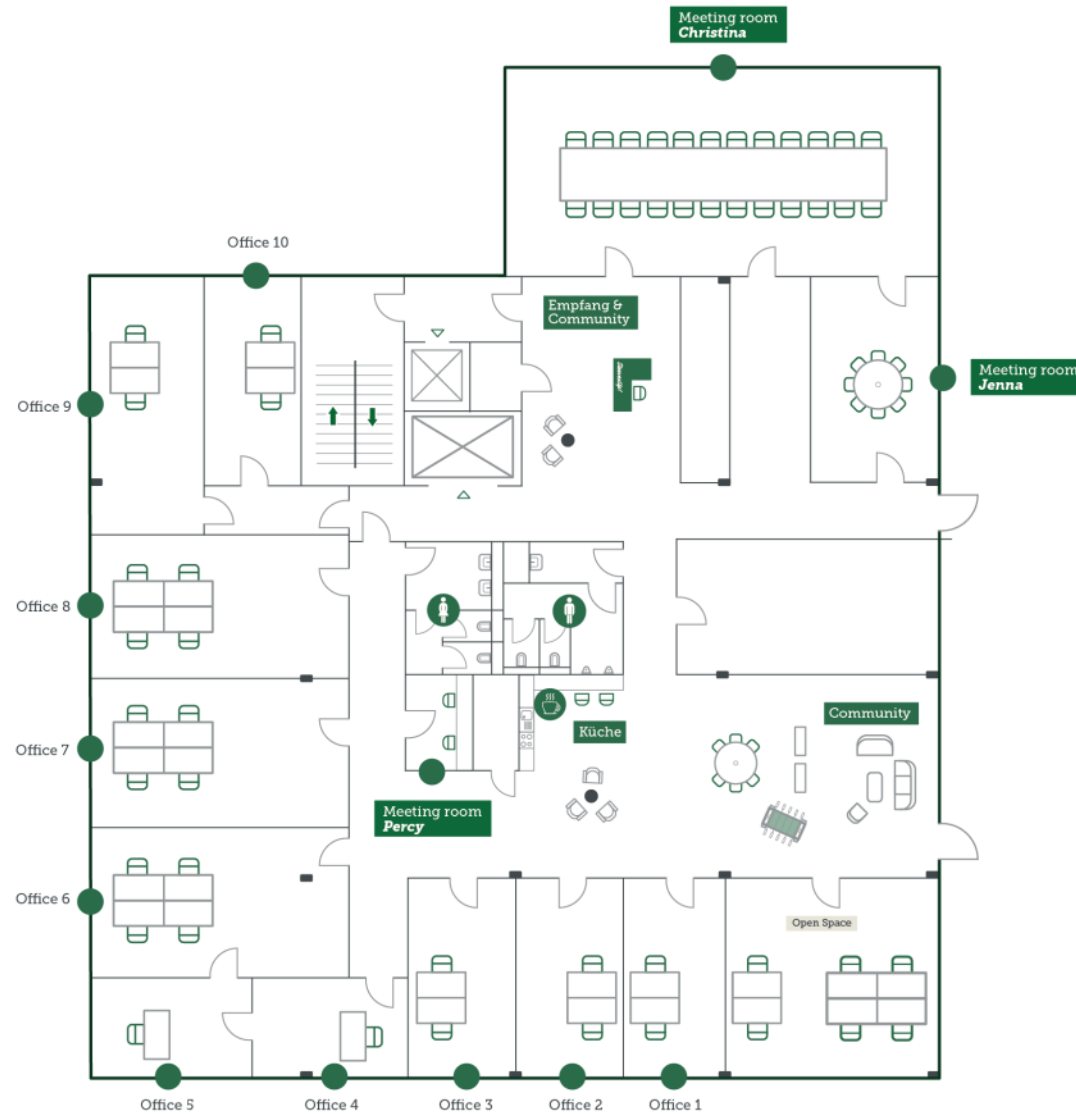 Meeting room
Christina
Office 10
Empfang &
Community
Meeting room
Jenna
Office 9
Office 8
Community
Küche
Office 7
Meeting room
Percy
Office 6
Open Space
Office 5
Office 4
Office 3
Office 2
Office 1